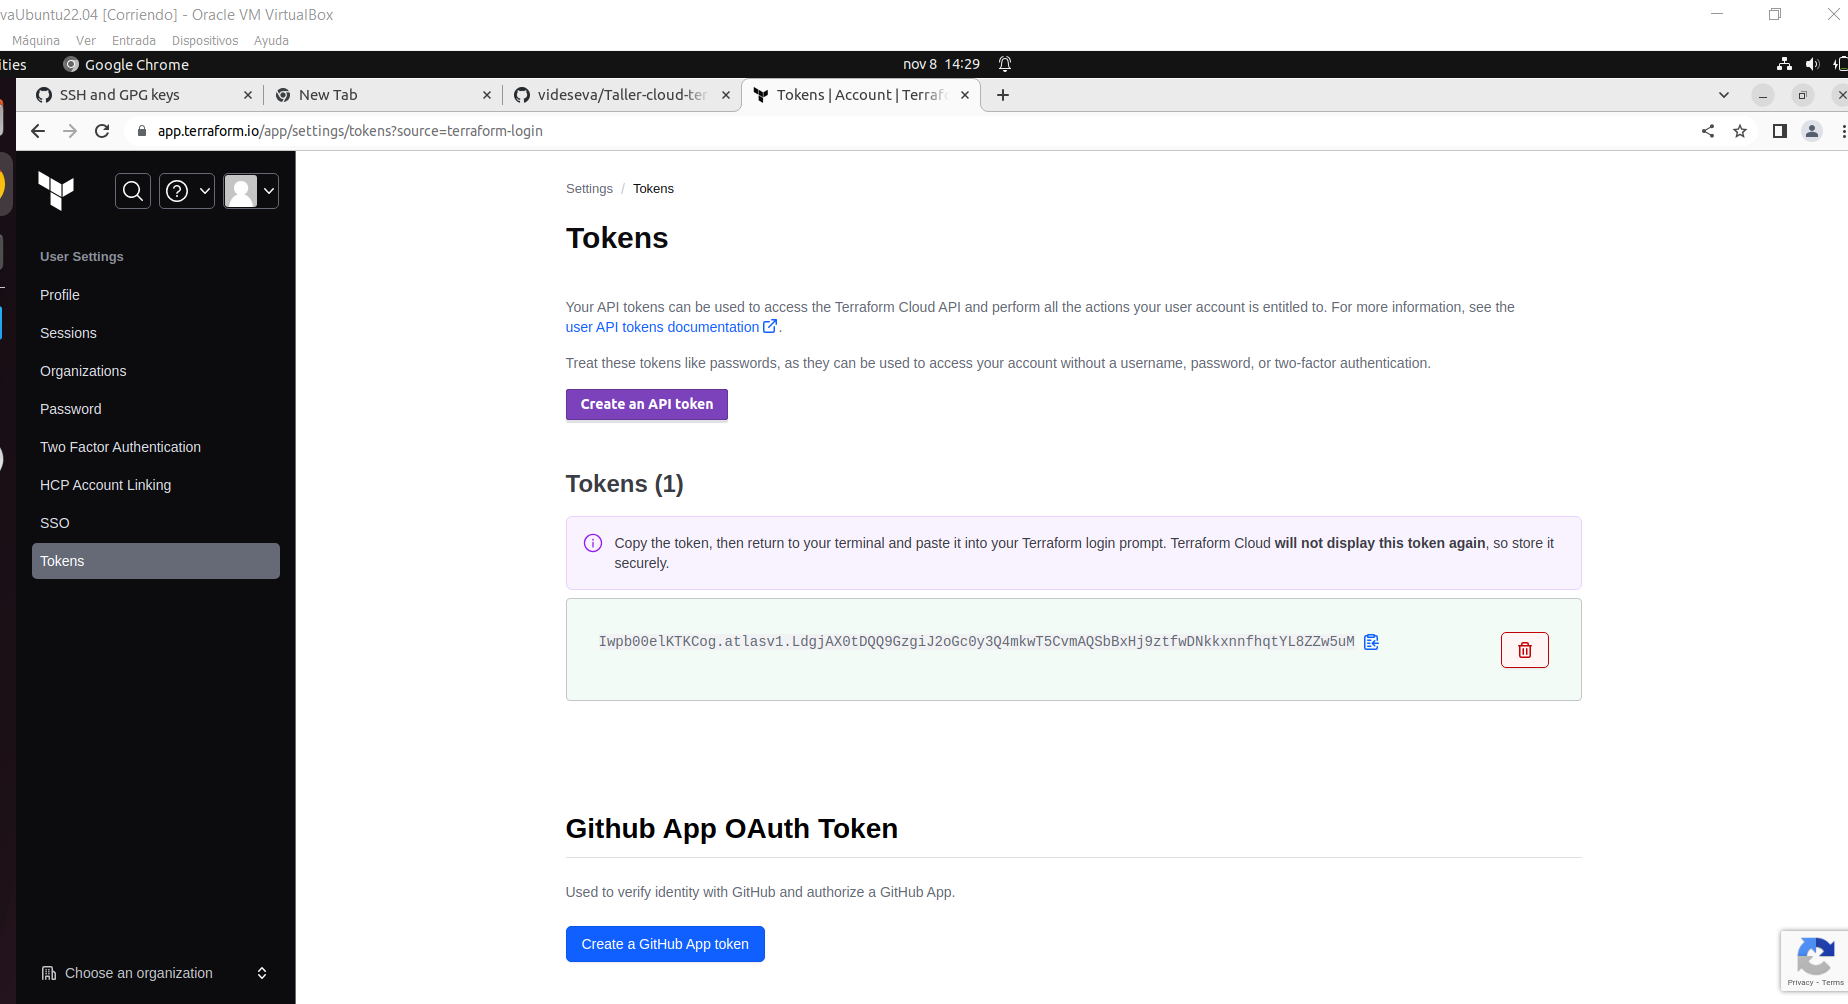 vaUbuntu22.04 [Corriendo] - Oracle VM VirtualBox
Máquina Ver Entrada Dispositivos Ayuda
ities Google Chrome nov 8 14:29
SSH and GPG keys New Tab videseva/Taller-cloud-ter Tokens | Account | Terrafo
app.terraform.io/app/settings/tokens?source=terraform-login
User Settings
Profile
Sessions
Organizations
Password
Two Factor Authentication
HCP Account Linking
SSO
Tokens
Choose an organization
Settings / Tokens
Tokens
Your API tokens can be used to access the Terraform Cloud API and perform all the actions your user account is entitled to. For more information, see the
user API tokens documentation.
Treat these tokens like passwords, as they can be used to access your account without a username, password, or two-factor authentication.
Create an API token
Tokens (1)
Copy the token, then return to your terminal and paste it into your Terraform login prompt. Terraform Cloud will not display this token again, so store it
securely.
Iwpb00elKTKCog.atlasv1.LdgjAX0tDQQ9GzgiJ2oGc0y3Q4mkwT5CvmAQSbBxHj9ztfwDNkkxnnfhqtYL8ZZw5uM
Github App OAuth Token
Used to verify identity with GitHub and authorize a GitHub App.
Create a GitHub App token
Privacy - Terms